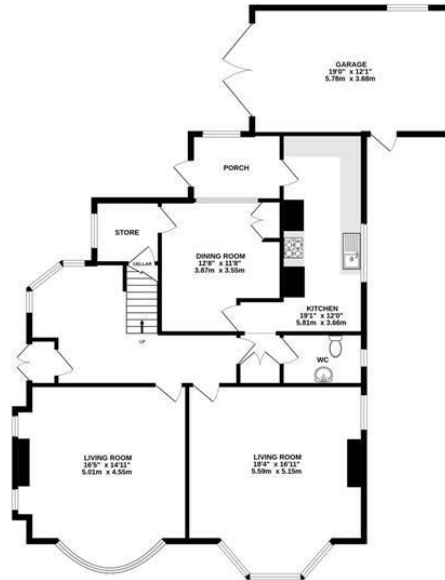 GARAGE
19'0" x 12'1"
5.78m x 3.68m
PORCH
STORE
CELLAR
DINING ROOM
12'8" x 11'8"
3.87m x 3.55m
UP
KITCHEN
19'1" x 12'0"
5.81m x 3.66m
WC
LIVING ROOM
16'5" x 14'11"
5.01m x 4.55m
LIVING ROOM
18'4" x 16'11"
5.59m x 5.15m